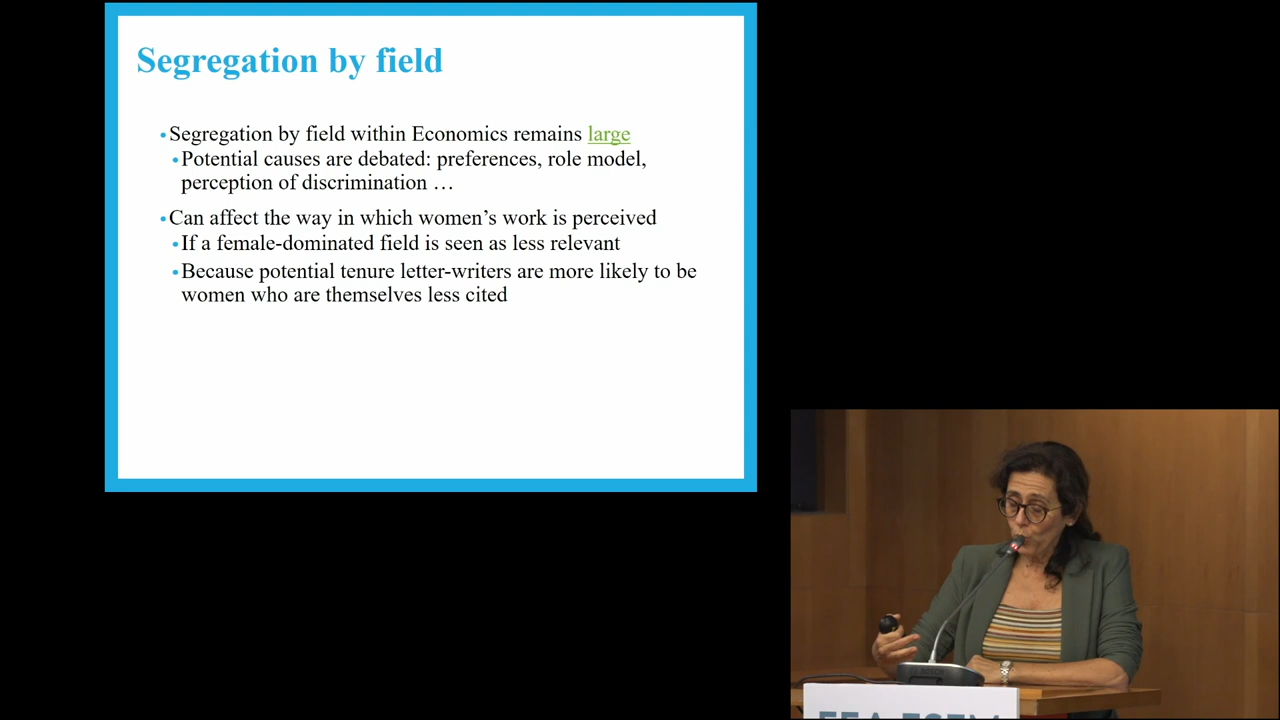 Segregation by field
•Segregation by field within Economics remains large
•Potential causes are debated: preferences, role model,
perception of discrimination …
•Can affect the way in which women’s work is perceived
•If a female-dominated field is seen as less relevant
•Because potential tenure letter-writers are more likely to be
women who are themselves less cited
EEA ESEM